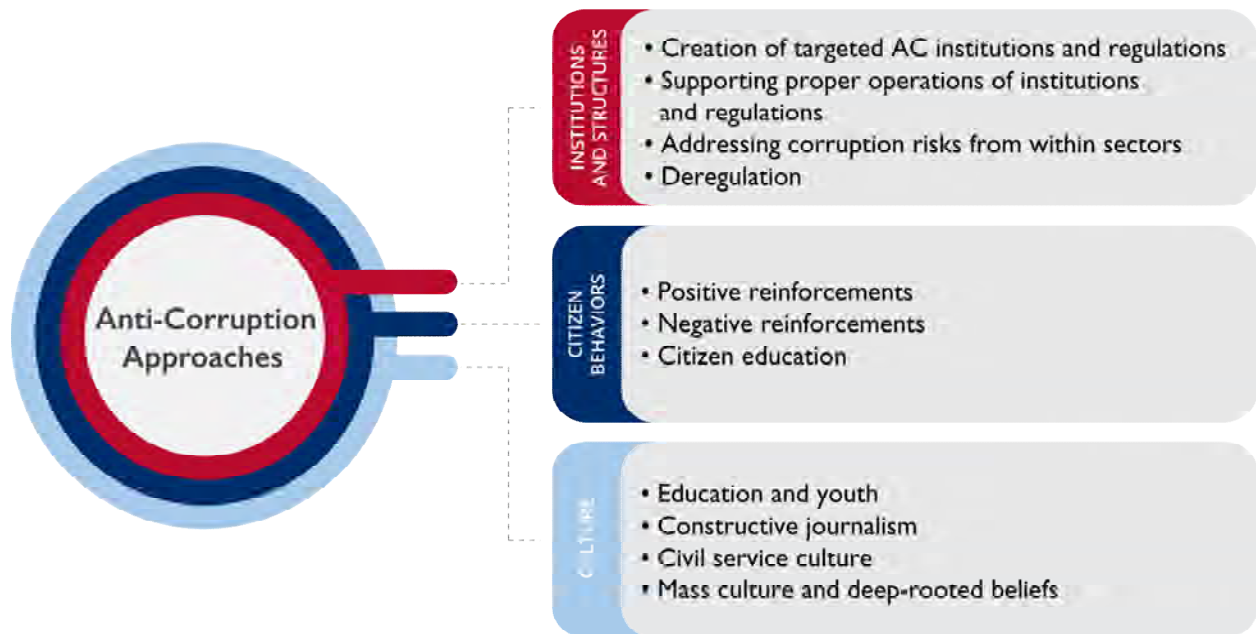 Anti-Corruption
Approaches
INSTITUTIONS
AND STRUCTURES
• Creation of targeted AC institutions and regulations
• Supporting proper operations of institutions
and regulations
• Addressing corruption risks from within sectors
• Deregulation
CITIZEN
BEHAVIORS
• Positive reinforcements
• Negative reinforcements
• Citizen education
CULTURE
• Education and youth
• Constructive journalism
• Civil service culture
• Mass culture and deep-rooted beliefs